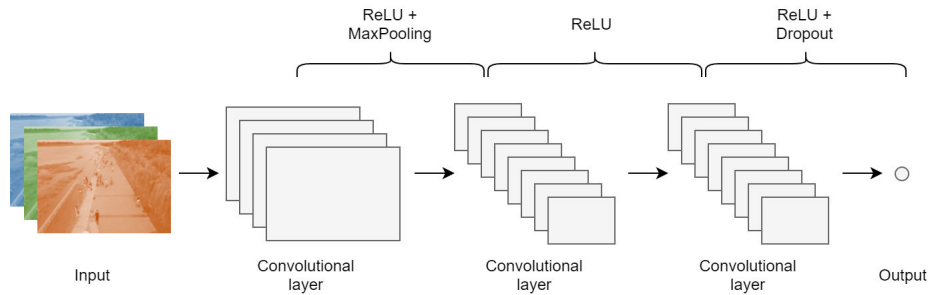 ReLU +
MaxPooling
ReLU
ReLU +
Dropout
Input
Convolutional
layer
Convolutional
layer
Convolutional
layer
Output